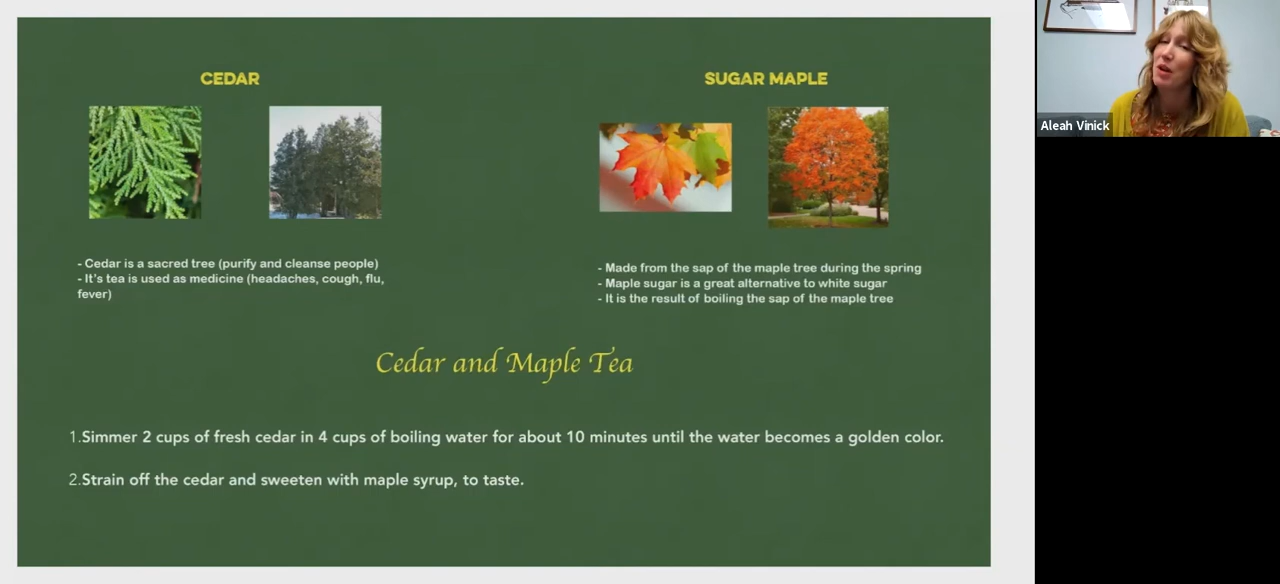 CEDAR
SUGAR MAPLE
- Cedar is a sacred tree (purify and cleanse people)
- It's tea is used as medicine (headaches, cough, flu,
fever)
- Made from the sap of the maple tree during the spring
- Maple sugar is a great alternative to white sugar
- It is the result of boiling the sap of the maple tree
Cedar and Maple Tea
1.Simmer 2 cups of fresh cedar in 4 cups of boiling water for about 10 minutes until the water becomes a golden color.
2.Strain off the cedar and sweeten with maple syrup, to taste.
Aleah Vinick